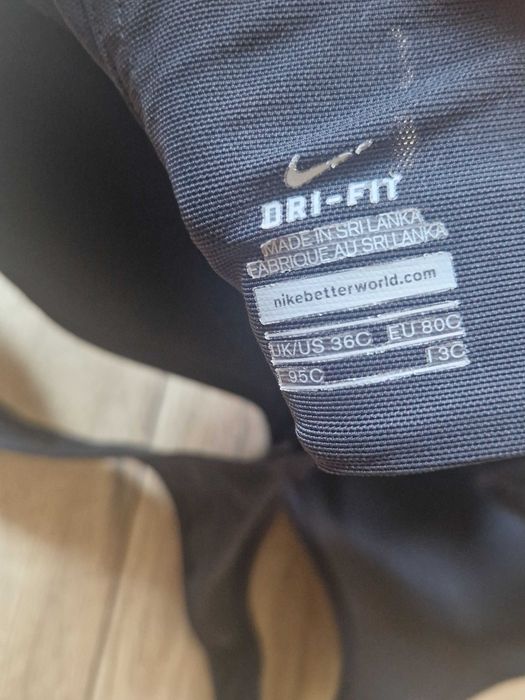 DRI-FIT
MADE IN SRI LANKA
FABRIQUE AU SRI LANKA
nikebetterworld.com
UK/US 36C EU 80C
F 95C I 3C